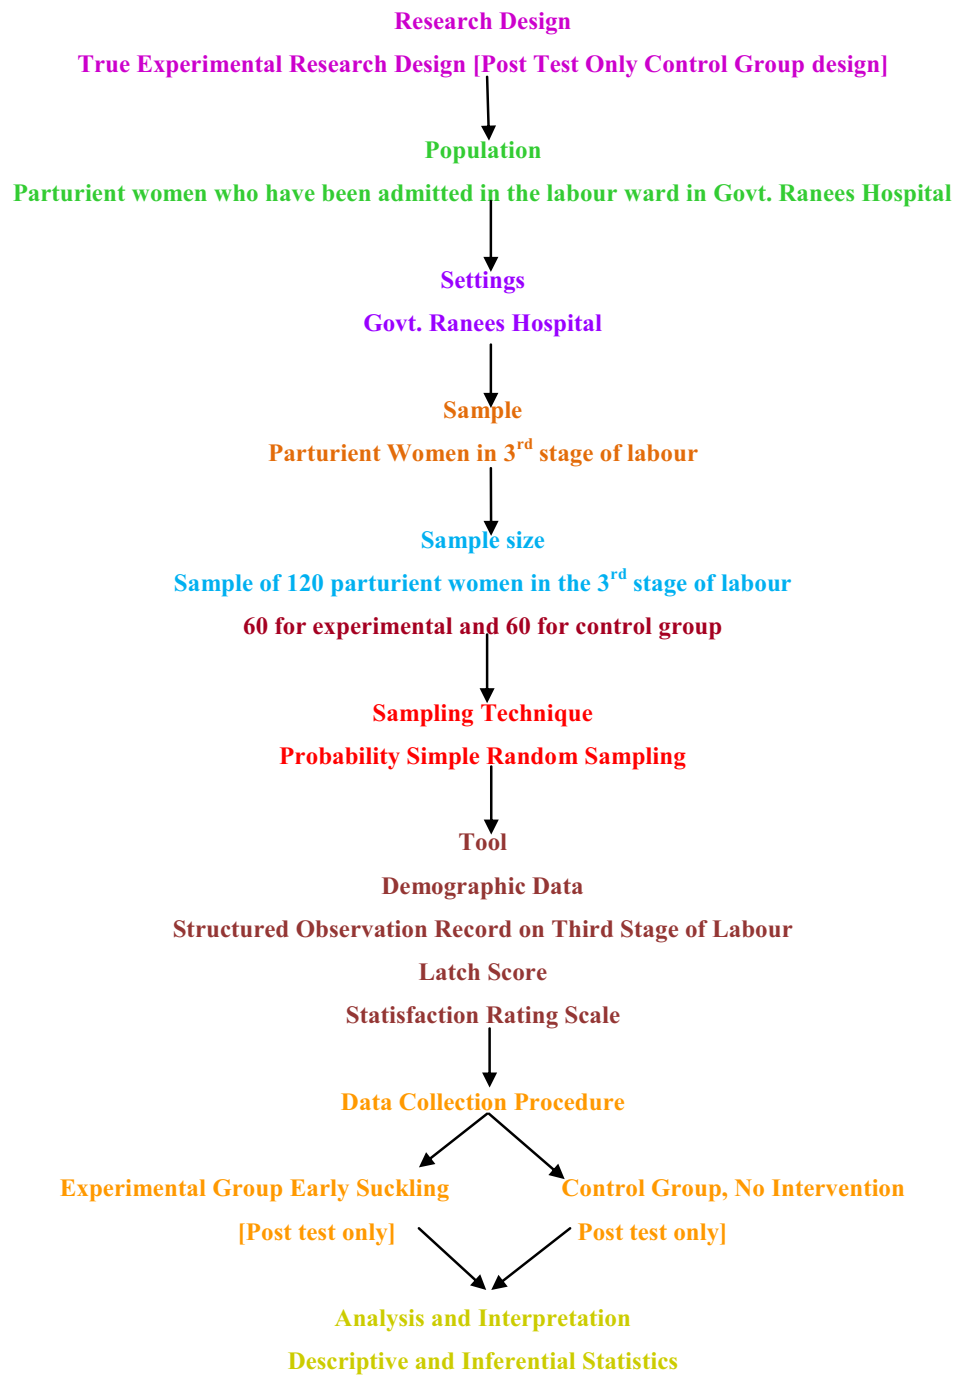 Research Design
True Experimental Research Design [Post Test Only Control Group design]
Population
Parturient women who have been admitted in the labour ward in Govt. Ranees Hospital
Settings
Govt. Ranees Hospital
Sample
Parturient Women in 3rd stage of labour
Sample size
Sample of 120 parturient women in the 3rd stage of labour
60 for experimental and 60 for control group
Sampling Technique
Probability Simple Random Sampling
Tool
Demographic Data
Structured Observation Record on Third Stage of Labour
Latch Score
Statisfaction Rating Scale
Data Collection Procedure
Experimental Group Early Suckling
[Post test only]
Control Group, No Intervention
Post test only]
Analysis and Interpretation
Descriptive and Inferential Statistics